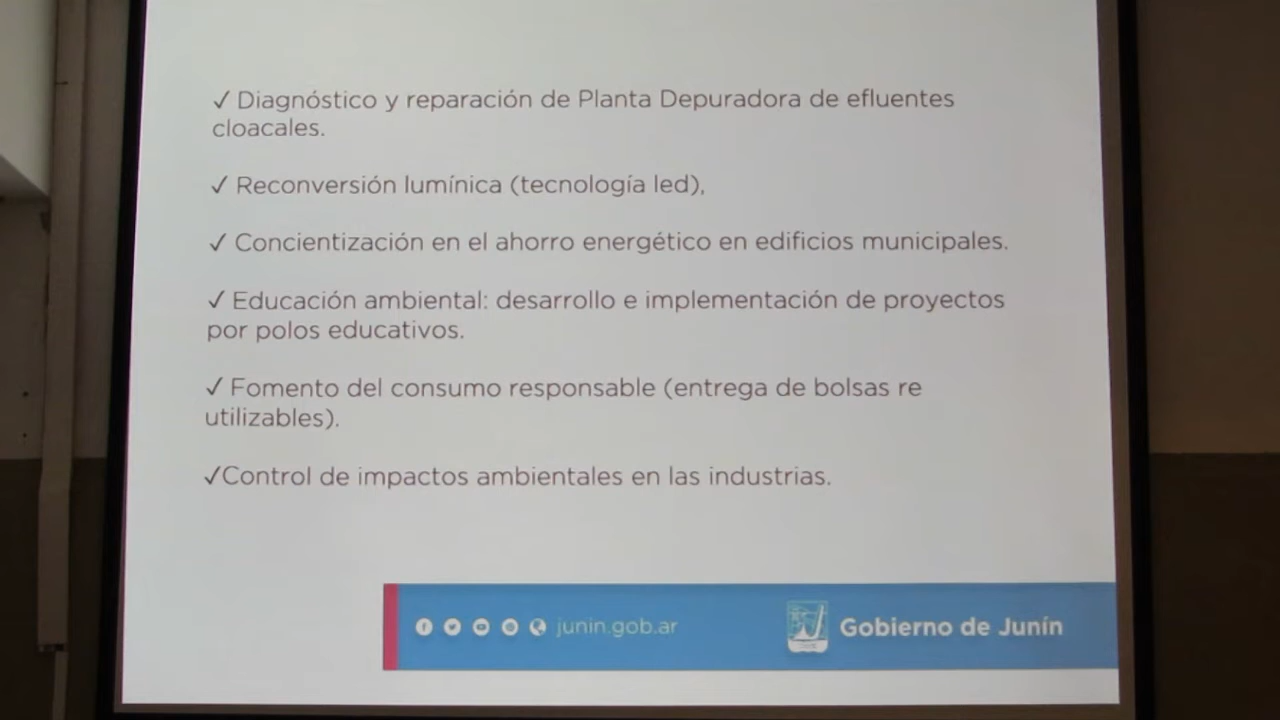 ✓ Diagnóstico y reparación de Planta Depuradora de efluentes
cloacales.
✓ Reconversión lumínica (tecnología led),
✓ Concientización en el ahorro energético en edificios municipales.
✓ Educación ambiental: desarrollo e implementación de proyectos
por polos educativos.
✓ Fomento del consumo responsable (entrega de bolsas re
utilizables).
✓Control de impactos ambientales en las industrias.
junin.gob.ar
Gobierno de Junín